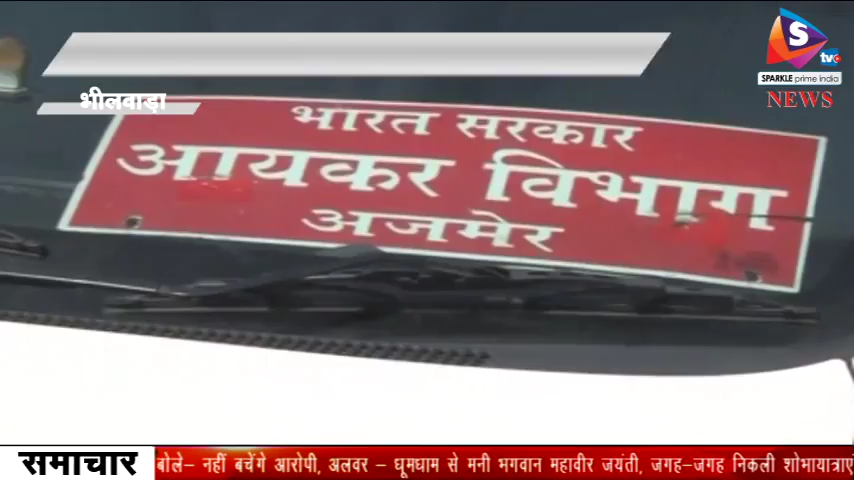 S
tv
SPARKLE prime india
NEWS
भीलवाड़ा
भारत सरकार
आयकर विभाग
अजमेर
समाचार
बोले- नहीं बचेंगे आरोपी, अलवर - धूमधाम से मनी भगवान महावीर जयंती, जगह-जगह निकली शोभायात्राएं